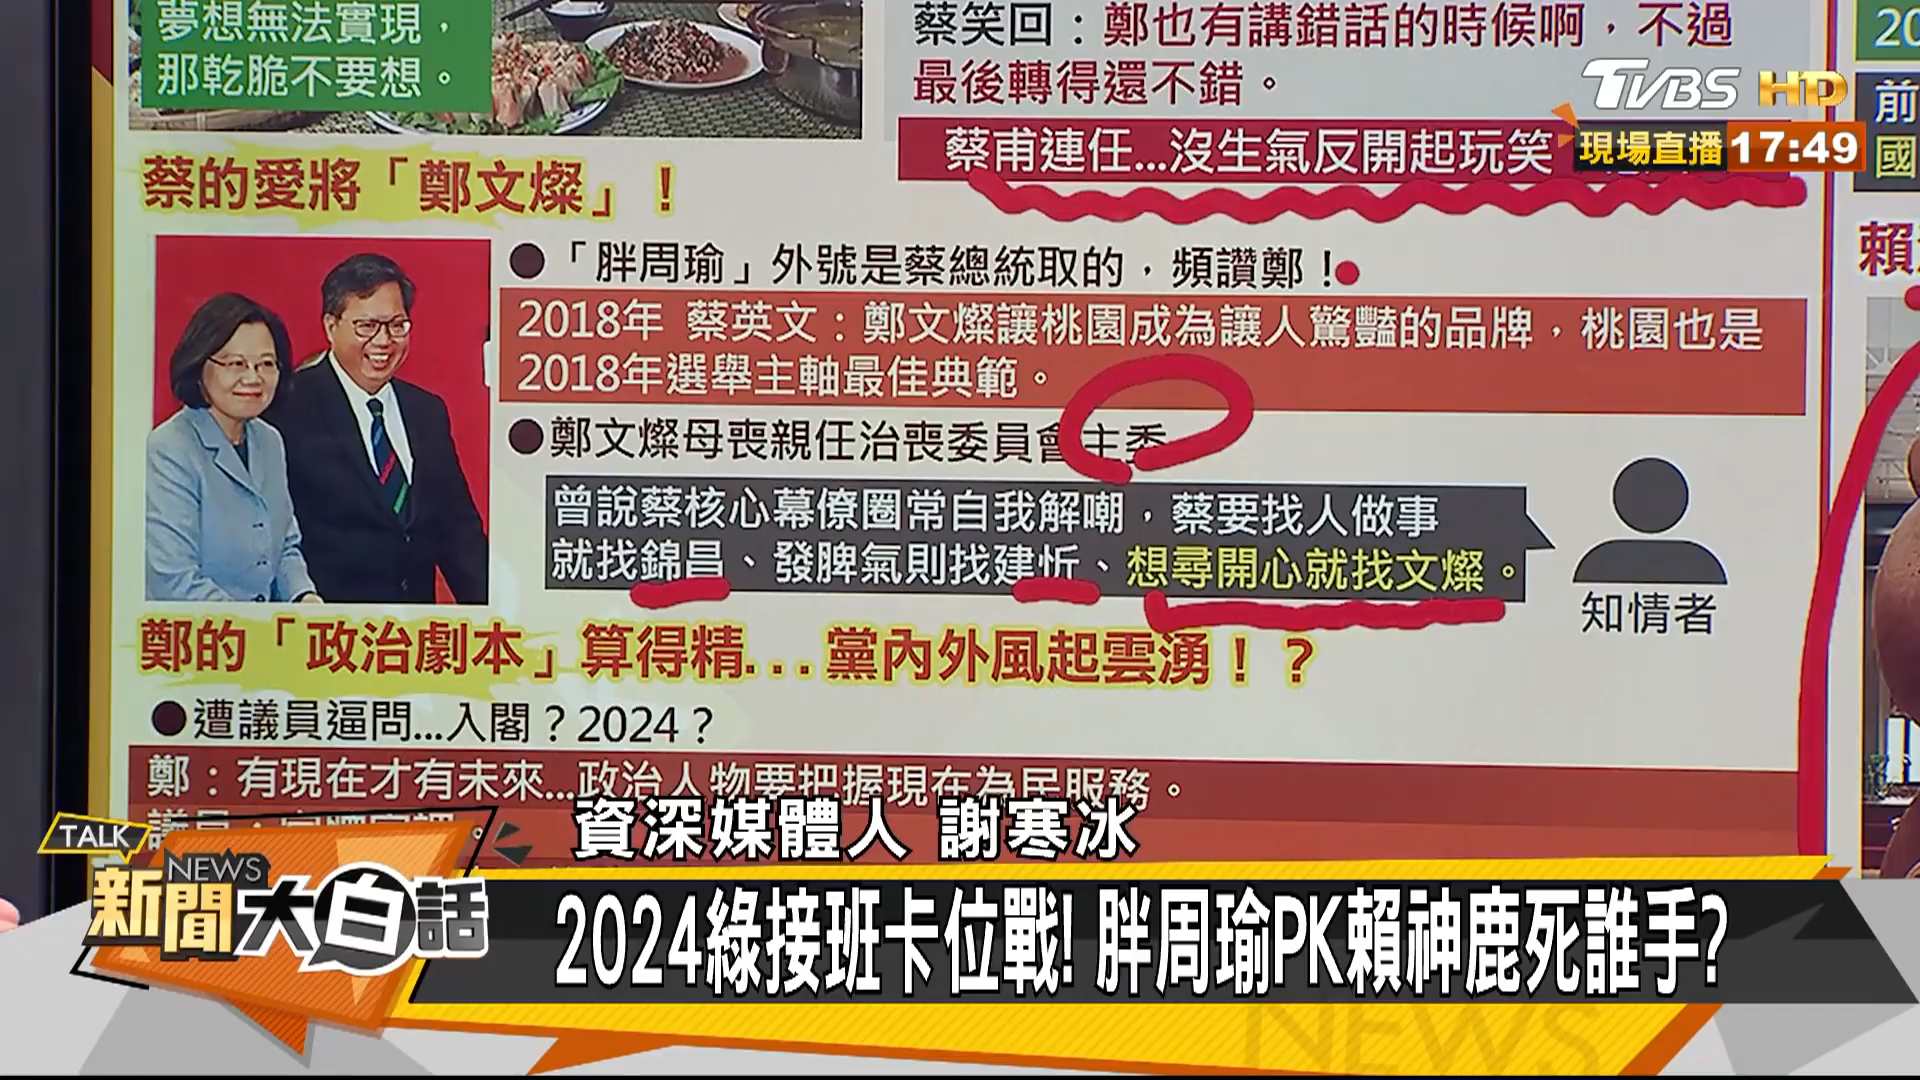 夢想無法實現，
那乾脆不要想。
蔡笑回：鄭也有講錯話的時候啊，不過
最後轉得還不錯。
蔡甫連任...沒生氣反開起玩笑
TVBS HD
現場直播 17:49
20
前
國
蔡的愛將「鄭文燦」！
●「胖周瑜」外號是蔡總統取的，頻讚鄭！
2018年 蔡英文：鄭文燦讓桃園成為讓人驚豔的品牌，桃園也是
2018年選舉主軸最佳典範。
●鄭文燦母喪親任治喪委員會主委
曾說蔡核心幕僚圈常自我解嘲，蔡要找人做事
就找錦昌、發脾氣則找建忻、想尋開心就找文燦。
知情者
賴
鄭的「政治劇本」算得精...黨內外風起雲湧！？
●遭議員逼問...入閣？2024？
鄭：有現在才有未來...政治人物要把握現在為民服務。
資深媒體人 謝寒冰
TALK
NEWS
新聞大白話
2024綠接班卡位戰! 胖周瑜PK賴神鹿死誰手?
NEWS